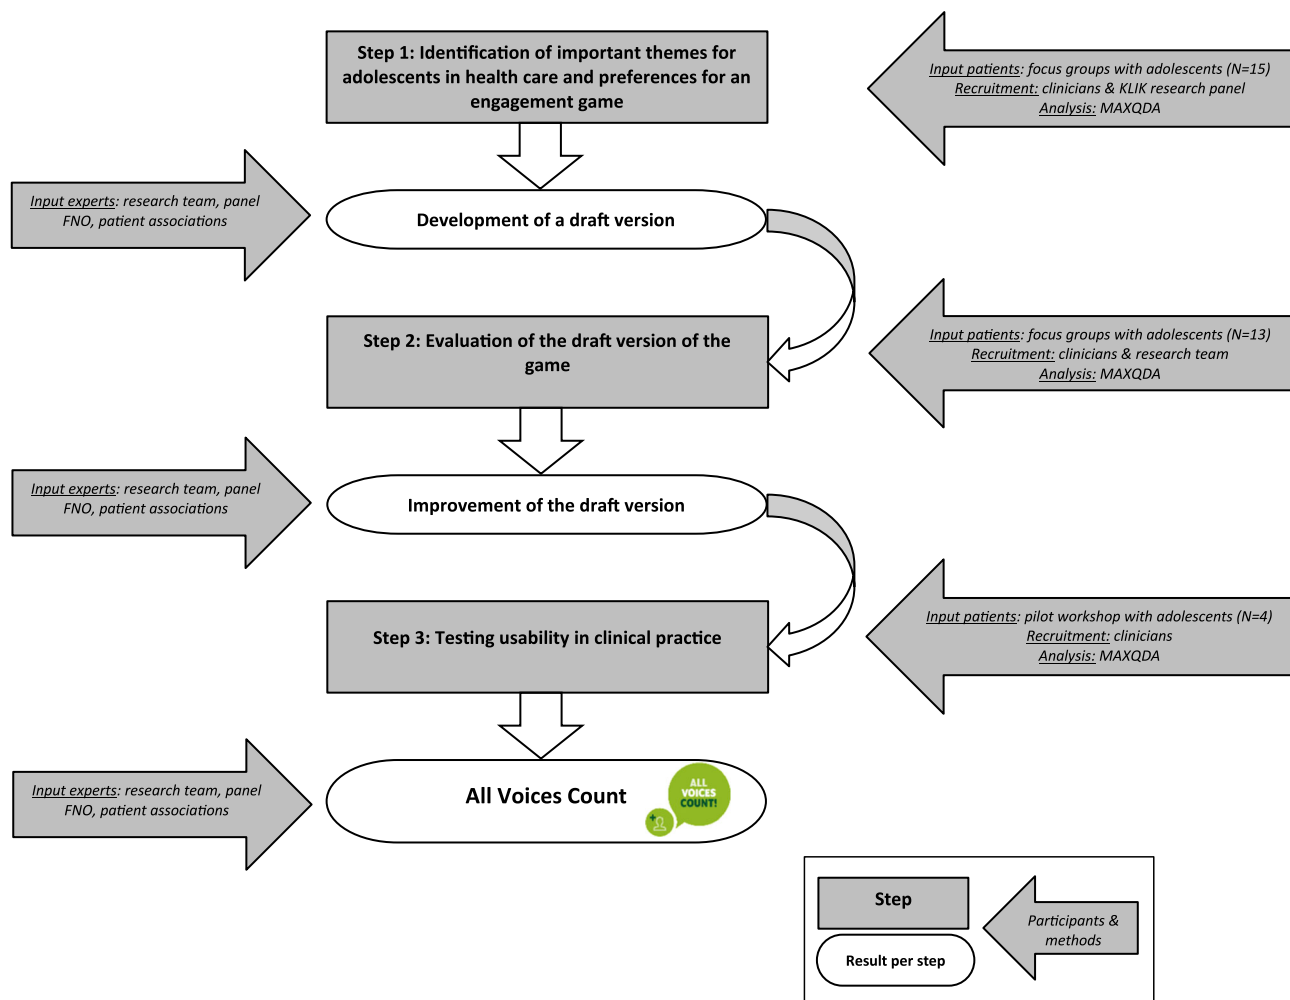 Step 1: Identification of important themes for
adolescents in health care and preferences for an
engagement game
Input patients: focus groups with adolescents (N=15)
Recruitment: clinicians & KLIK research panel
Analysis: MAXQDA
Input experts: research team, panel
FNO, patient associations
Development of a draft version
Step 2: Evaluation of the draft version of the
game
Input patients: focus groups with adolescents (N=13)
Recruitment: clinicians & research team
Analysis: MAXQDA
Input experts: research team, panel
FNO, patient associations
Improvement of the draft version
Step 3: Testing usability in clinical practice
Input patients: pilot workshop with adolescents (N=4)
Recruitment: clinicians
Analysis: MAXQDA
Input experts: research team, panel
FNO, patient associations
All Voices Count
ALL
VOICES
COUNT!
Step
Result per step
Participants &
methods